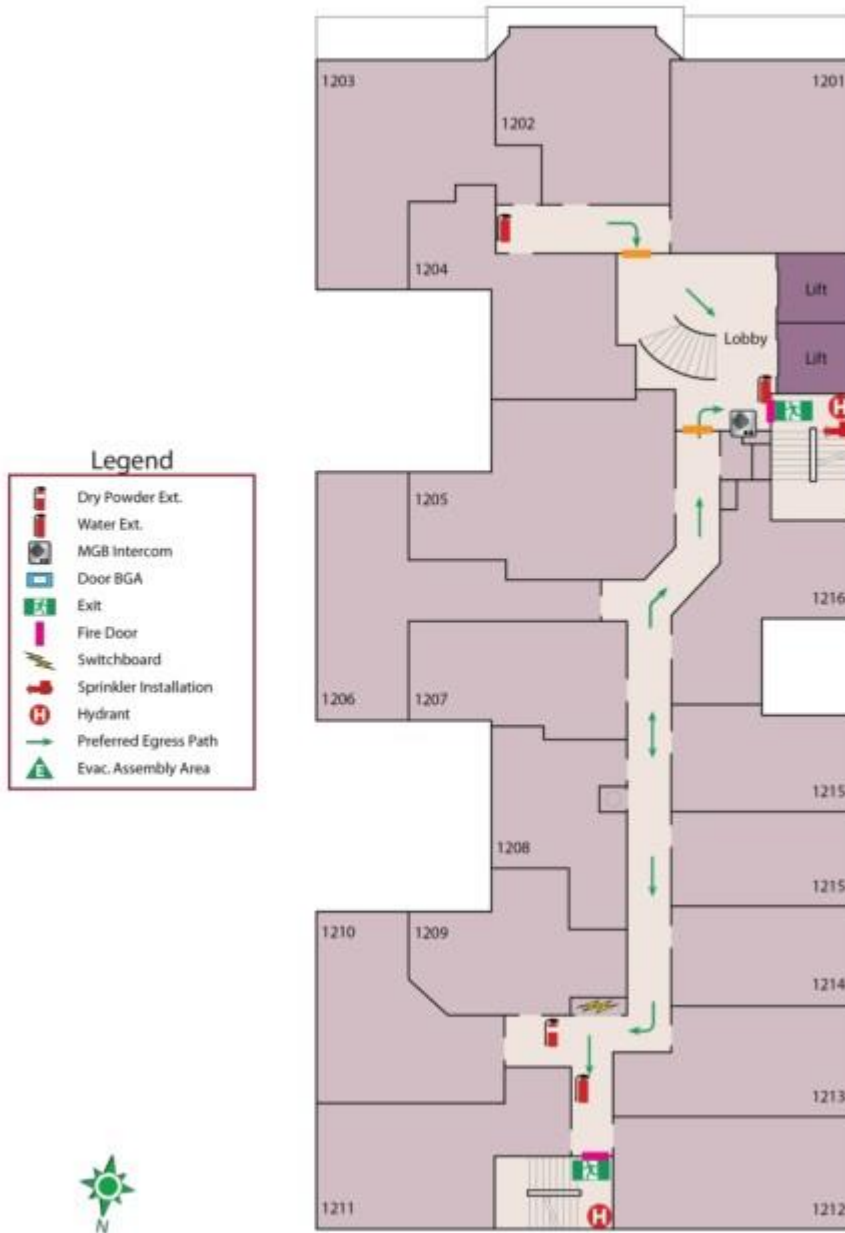 1203
1201
1202
1204
Lift
Lobby
Lift
H
Legend
Dry Powder Ext.
Water Ext.
MGB Intercom
Door BGA
Exit
Fire Door
Switchboard
Sprinkler Installation
H Hydrant
Preferred Egress Path
E Evac. Assembly Area
1205
1216
1206
1207
1215
1208
1215
1210
1209
1214
1213
1211
H
1212
N